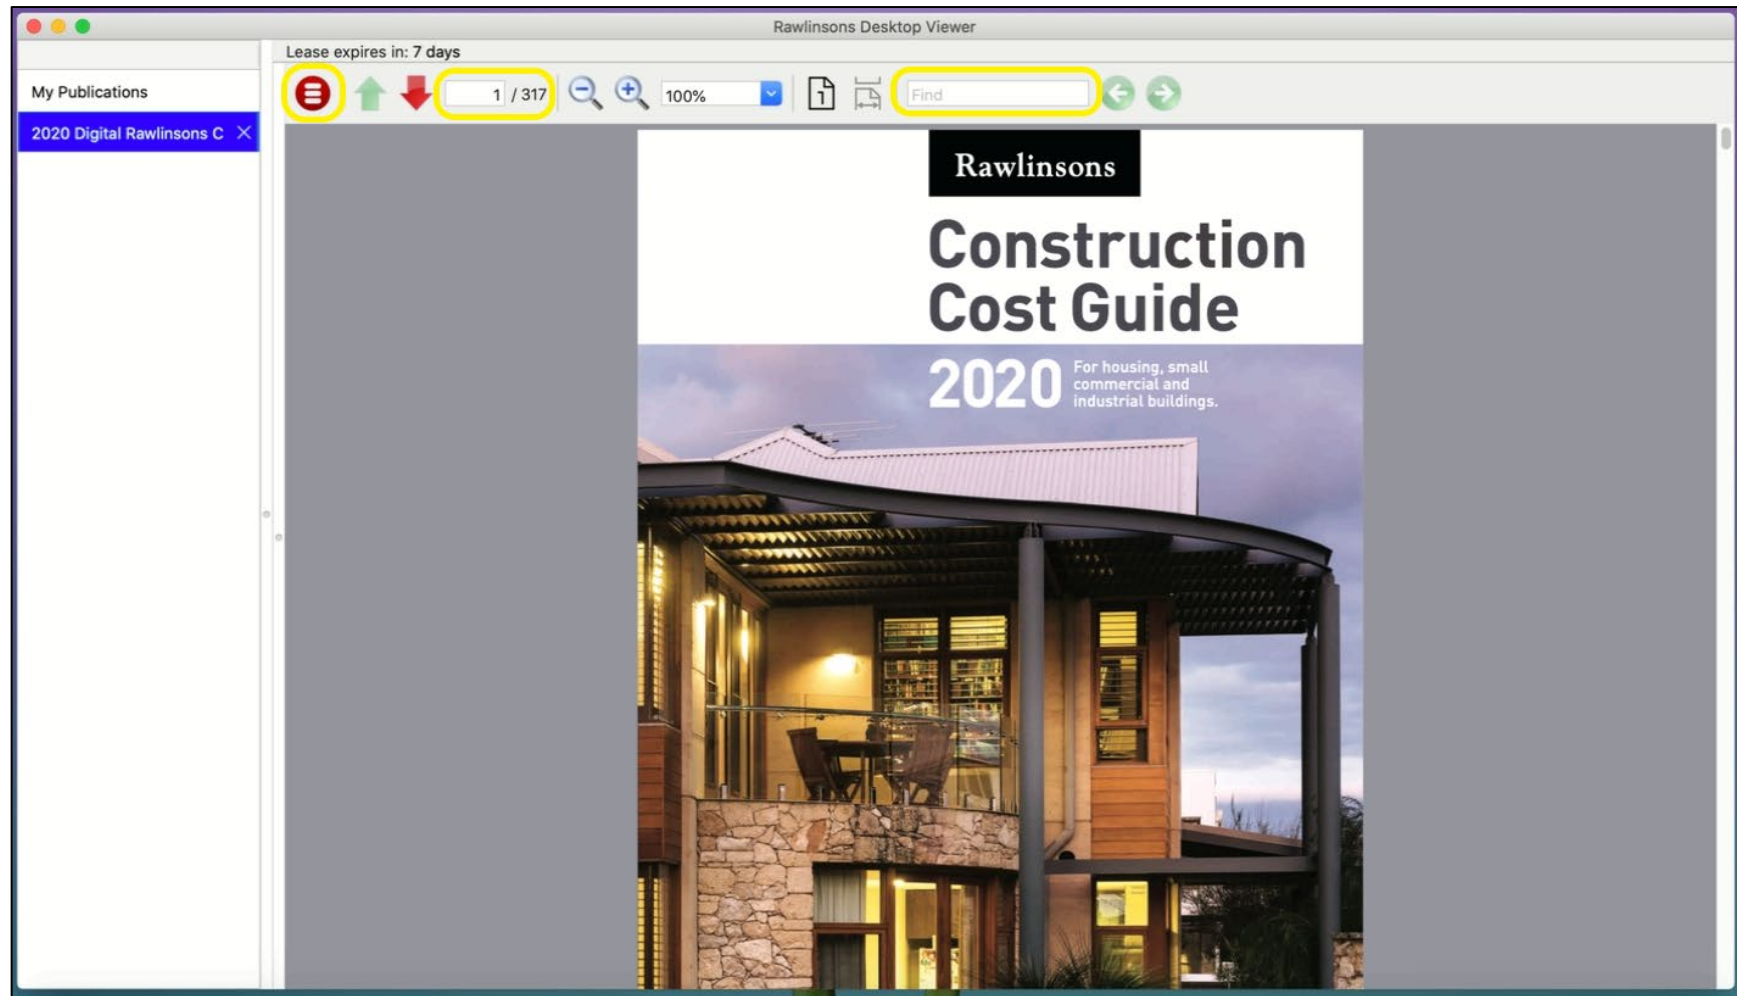 Rawlinsons Desktop Viewer
Lease expires in: 7 days
My Publications
2020 Digital Rawlinsons C
1 / 317
100%
1
Find
Rawlinsons
Construction
Cost Guide
2020
For housing, small
commercial and
industrial buildings.